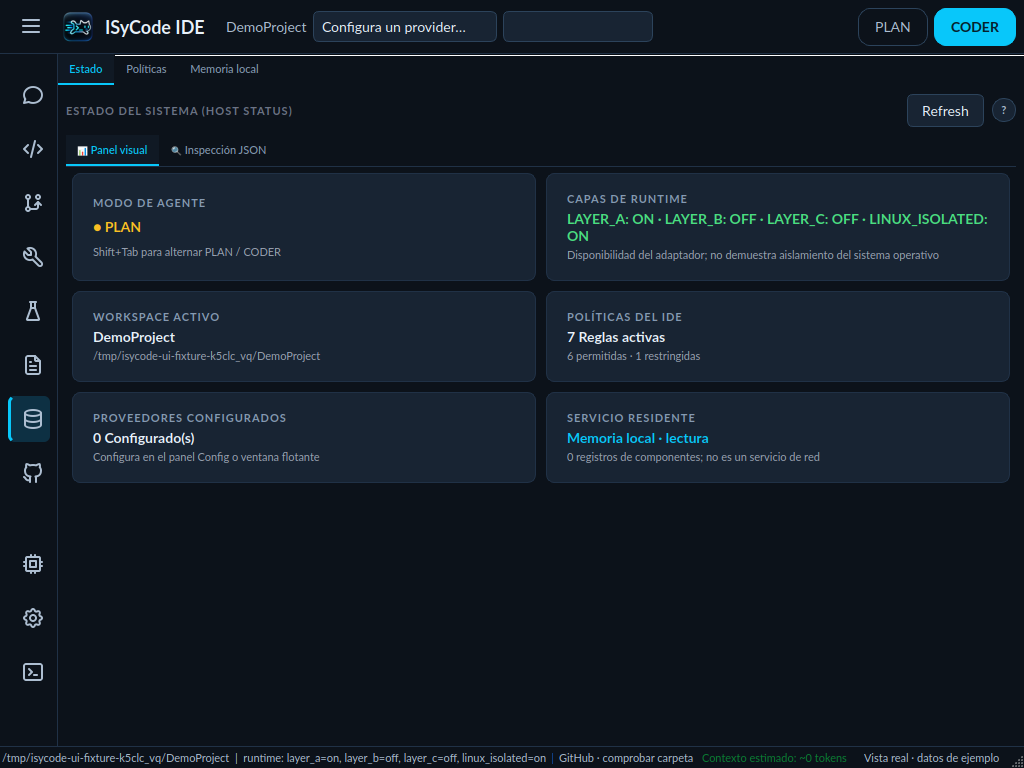 ISyCode IDE DemoProject Configura un provider... PLAN CODER
Estado Políticas Memoria local
ESTADO DEL SISTEMA (HOST STATUS) Refresh ?
Panel visual Inspección JSON
MODO DE AGENTE
PLAN
Shift+Tab para alternar PLAN / CODER
CAPAS DE RUNTIME
LAYER_A: ON · LAYER_B: OFF · LAYER_C: OFF · LINUX_ISOLATED:
ON
Disponibilidad del adaptador; no demuestra aislamiento del sistema operativo
WORKSPACE ACTIVO
DemoProject
/tmp/isycode-ui-fixture-k5clc_vq/DemoProject
POLÍTICAS DEL IDE
7 Reglas activas
6 permitidas · 1 restringidas
PROVEEDORES CONFIGURADOS
0 Configurado(s)
Configura en el panel Config o ventana flotante
SERVICIO RESIDENTE
Memoria local · lectura
0 registros de componentes; no es un servicio de red
/tmp/isycode-ui-fixture-k5clc_vq/DemoProject | runtime: layer_a=on, layer_b=off, layer_c=off, linux_isolated=on | GitHub · comprobar carpeta Contexto estimado: ~0 tokens Vista real · datos de ejemplo